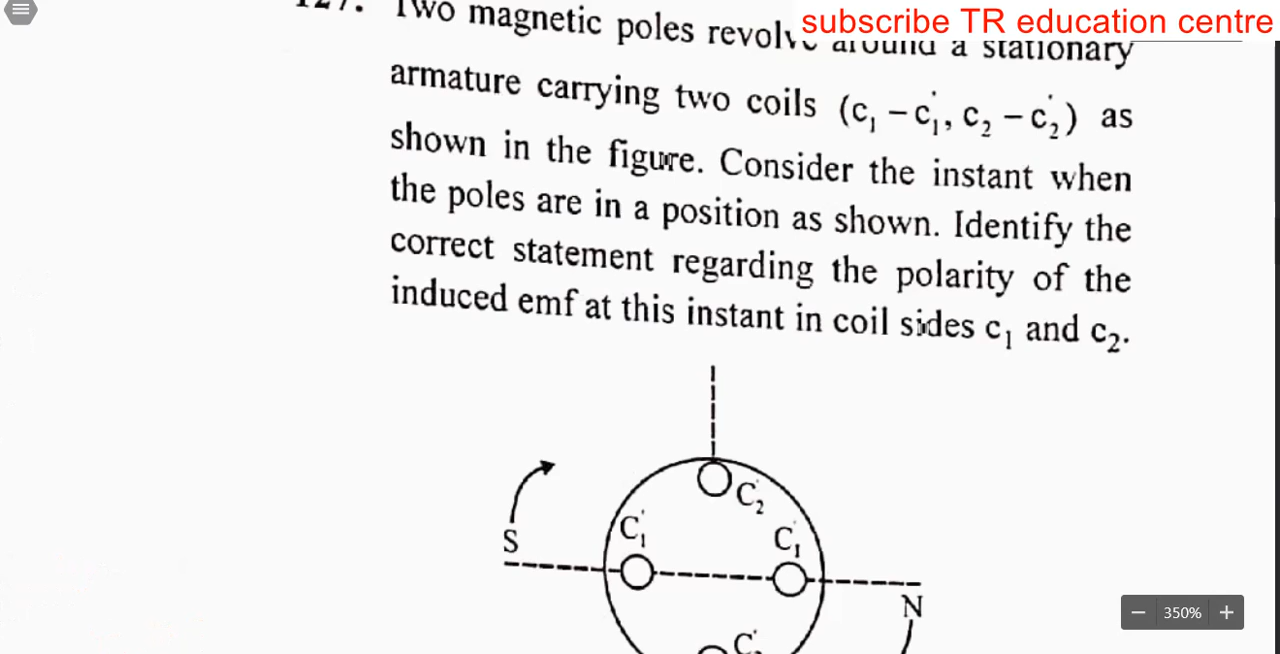 127. Two magnetic poles revolve around a stationary
subscribe TR education centre
armature carrying two coils (c₁ – c₁', c₂ – c₂') as
shown in the figure. Consider the instant when
the poles are in a position as shown. Identify the
correct statement regarding the polarity of the
induced emf at this instant in coil sides c₁ and c₂.
C₂
C₁' C₁
S
N
350%